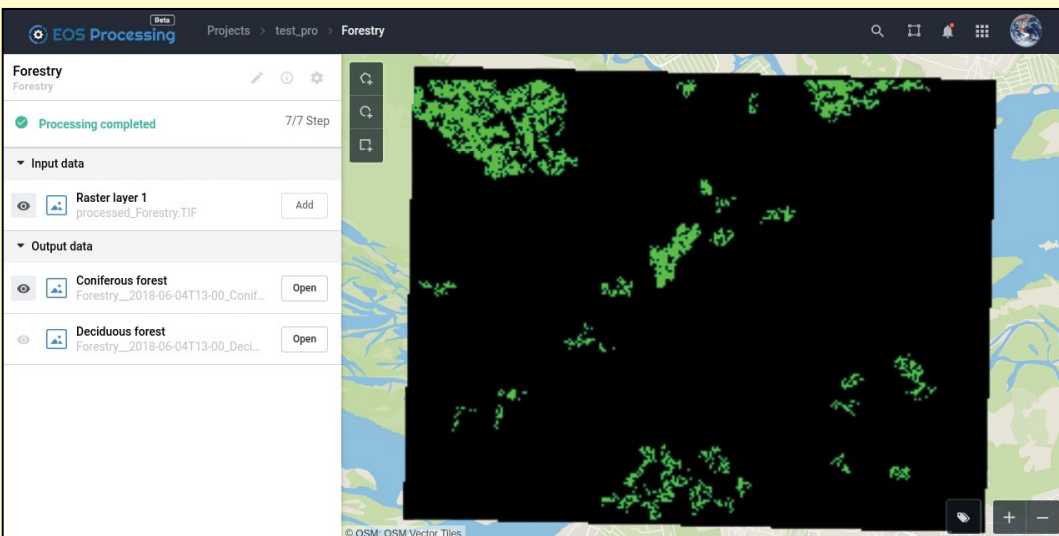 Beta
EOS Processing
Projects > test_pro > Forestry
Forestry
Forestry
Processing completed 7/7 Step
Input data
Raster layer 1
processed_Forestry.TIF
Add
Output data
Coniferous forest
Forestry__2018-06-04T13-00_Conif...
Open
Deciduous forest
Forestry__2018-06-04T13-00_Deci...
Open
© OSM; OSM Vector Tiles